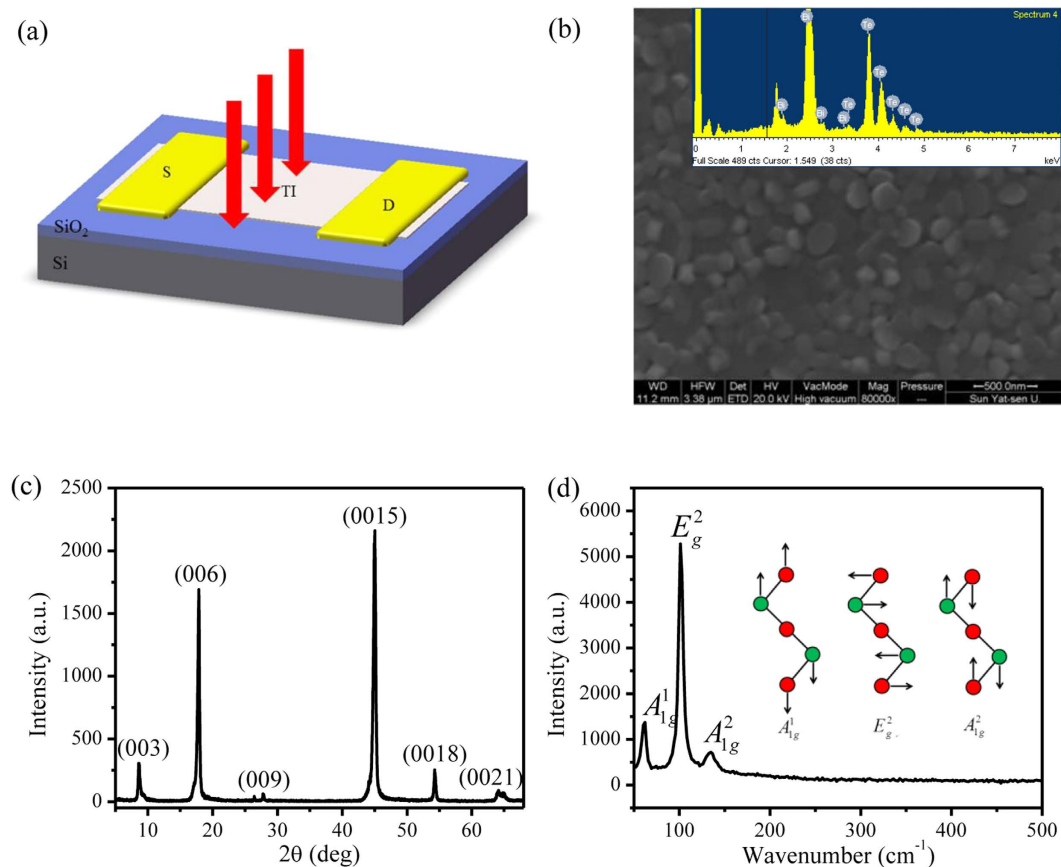 (a)
S
TI
D
SiO₂
Si
(b)
Spectrum 4
Bi
Te
Te
Bi
Bi
Bi
Te
Te
Te
Te
0 1 2 3 4 5 6 7
Full Scale 489 cts Cursor: 1.549 (38 cts) keV
WD HFW Det HV VacMode Mag Pressure ←500.0nm→
11.2 mm 3.38 µm ETD 20.0 kV High vacuum 80000x --- Sun Yat-sen U.
(c)
2500
2000
1500
1000
500
0
Intensity (a.u.)
(003)
(006)
(009)
(0015)
(0018)
(0021)
10 20 30 40 50 60
2θ (deg)
(d)
6000
5000
4000
3000
2000
1000
0
Intensity (a.u.)
A¹₁g
E²g
A²₁g
A¹₁g E²g. A²₁g
100 200 300 400 500
Wavenumber (cm⁻¹)